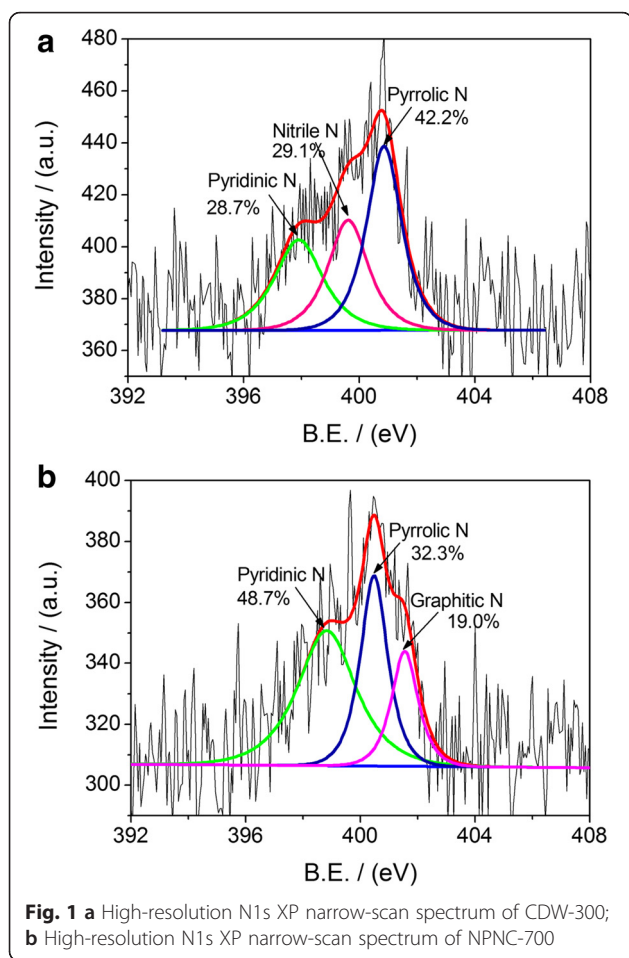 a
480
460
440
420
400
380
360
Intensity / (a.u.)
Pyridinic N
28.7%
Nitrile N
29.1%
Pyrrolic N
42.2%
392 396 400 404 408
B.E. / (eV)
b
400
380
360
340
320
300
Intensity / (a.u.)
Pyridinic N
48.7%
Pyrrolic N
32.3%
Graphitic N
19.0%
392 396 400 404 408
B.E. / (eV)
Fig. 1 a High-resolution N1s XP narrow-scan spectrum of CDW-300;
b High-resolution N1s XP narrow-scan spectrum of NPNC-700